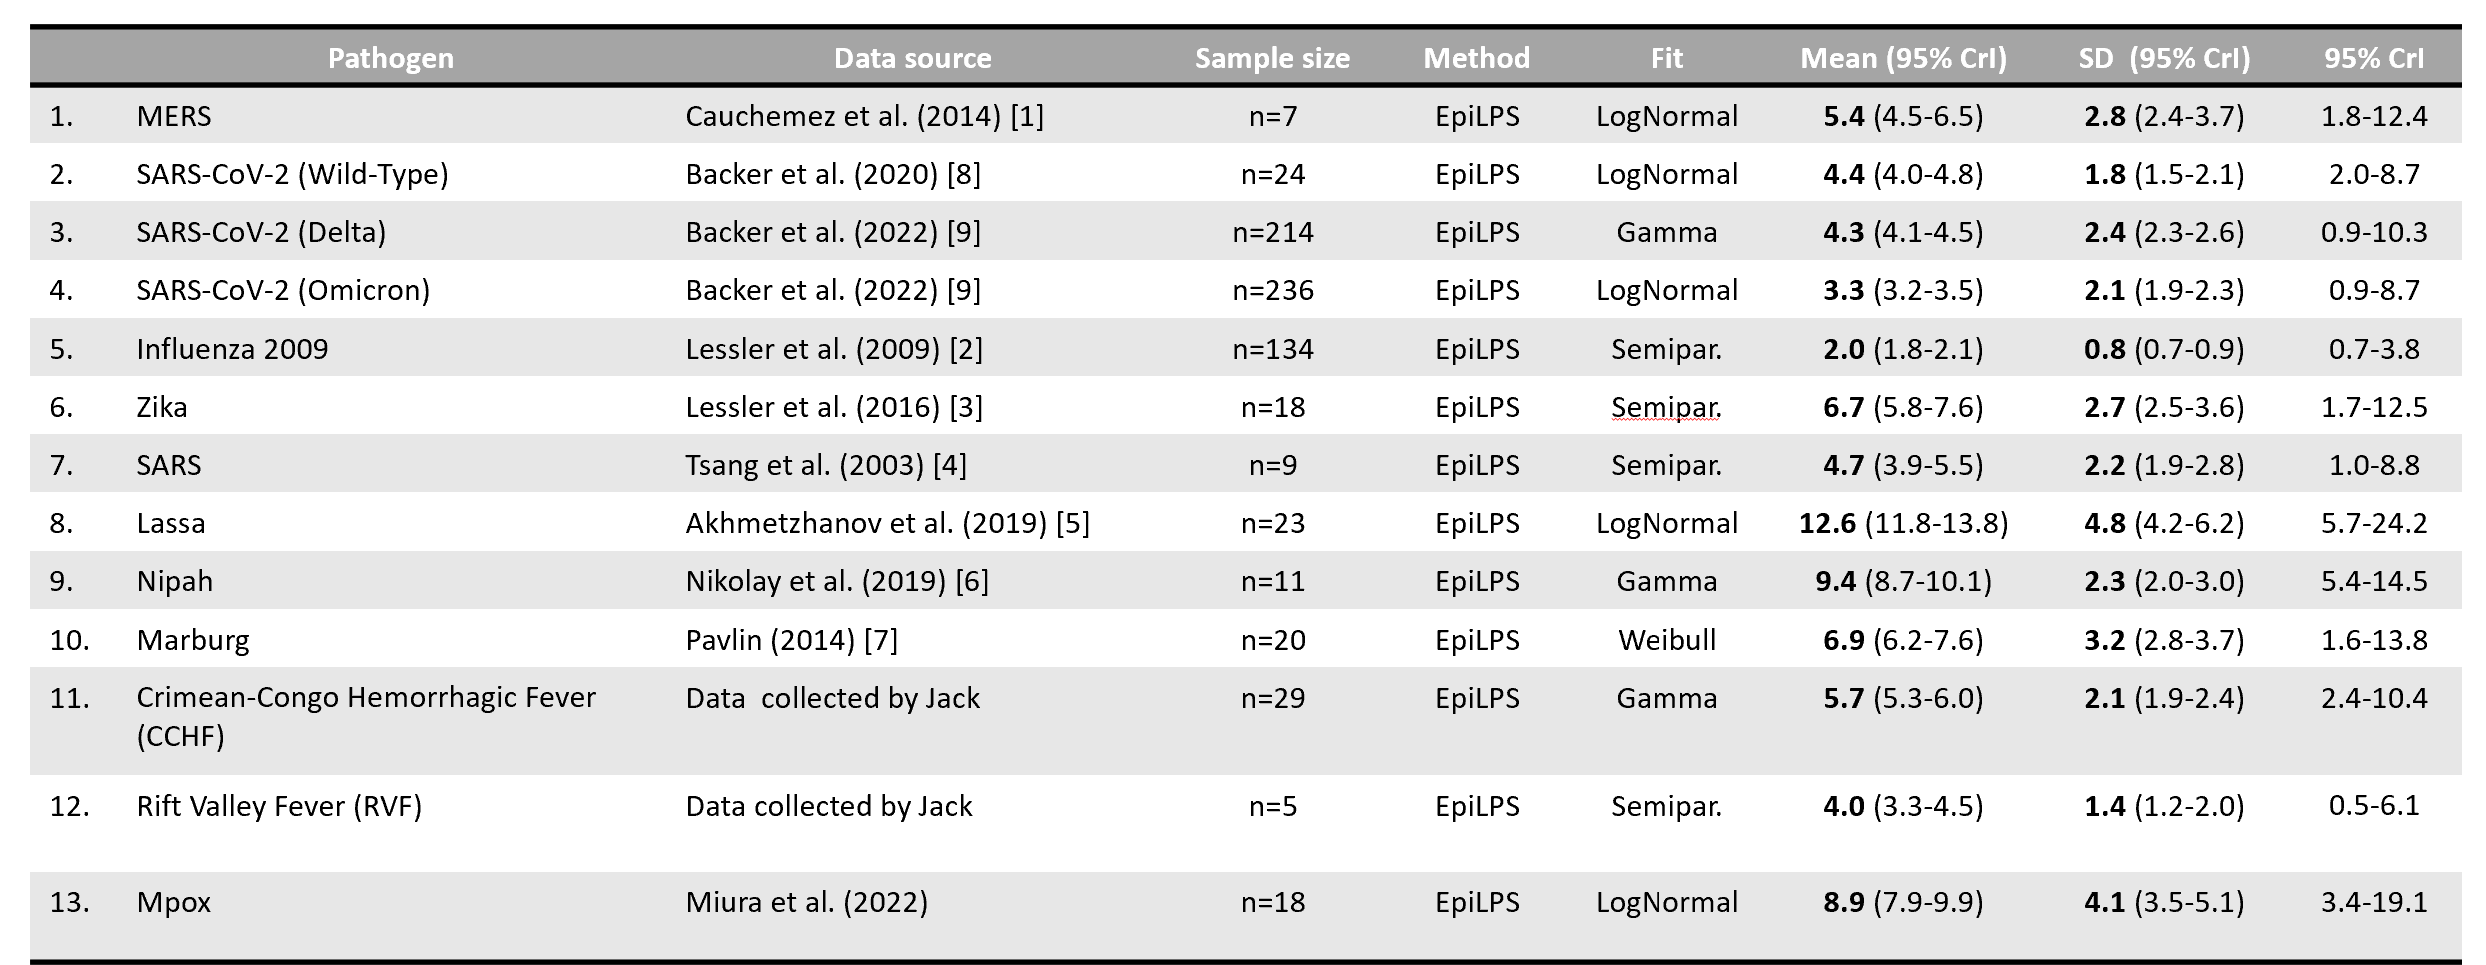 Pathogen Data source Sample size Method Fit Mean (95% CrI) SD (95% CrI) 95% CrI
1. MERS Cauchemez et al. (2014) [1] n=7 EpiLPS LogNormal 5.4 (4.5-6.5) 2.8 (2.4-3.7) 1.8-12.4
2. SARS-CoV-2 (Wild-Type) Backer et al. (2020) [8] n=24 EpiLPS LogNormal 4.4 (4.0-4.8) 1.8 (1.5-2.1) 2.0-8.7
3. SARS-CoV-2 (Delta) Backer et al. (2022) [9] n=214 EpiLPS Gamma 4.3 (4.1-4.5) 2.4 (2.3-2.6) 0.9-10.3
4. SARS-CoV-2 (Omicron) Backer et al. (2022) [9] n=236 EpiLPS LogNormal 3.3 (3.2-3.5) 2.1 (1.9-2.3) 0.9-8.7
5. Influenza 2009 Lessler et al. (2009) [2] n=134 EpiLPS Semipar. 2.0 (1.8-2.1) 0.8 (0.7-0.9) 0.7-3.8
6. Zika Lessler et al. (2016) [3] n=18 EpiLPS Semipar. 6.7 (5.8-7.6) 2.7 (2.5-3.6) 1.7-12.5
7. SARS Tsang et al. (2003) [4] n=9 EpiLPS Semipar. 4.7 (3.9-5.5) 2.2 (1.9-2.8) 1.0-8.8
8. Lassa Akhmetzhanov et al. (2019) [5] n=23 EpiLPS LogNormal 12.6 (11.8-13.8) 4.8 (4.2-6.2) 5.7-24.2
9. Nipah Nikolay et al. (2019) [6] n=11 EpiLPS Gamma 9.4 (8.7-10.1) 2.3 (2.0-3.0) 5.4-14.5
10. Marburg Pavlin (2014) [7] n=20 EpiLPS Weibull 6.9 (6.2-7.6) 3.2 (2.8-3.7) 1.6-13.8
11. Crimean-Congo Hemorrhagic Fever Data collected by Jack n=29 EpiLPS Gamma 5.7 (5.3-6.0) 2.1 (1.9-2.4) 2.4-10.4
(CCHF)
12. Rift Valley Fever (RVF) Data collected by Jack n=5 EpiLPS Semipar. 4.0 (3.3-4.5) 1.4 (1.2-2.0) 0.5-6.1
13. Mpox Miura et al. (2022) n=18 EpiLPS LogNormal 8.9 (7.9-9.9) 4.1 (3.5-5.1) 3.4-19.1